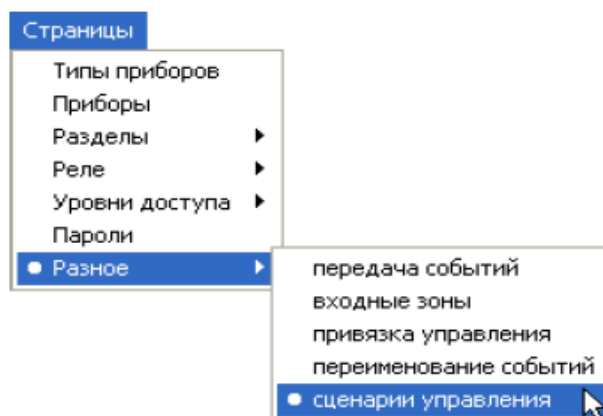 Страницы
Типы приборов
Приборы
Разделы
Реле
Уровни доступа
Пароли
Разное
передача событий
входные зоны
привязка управления
переименование событий
сценарии управления